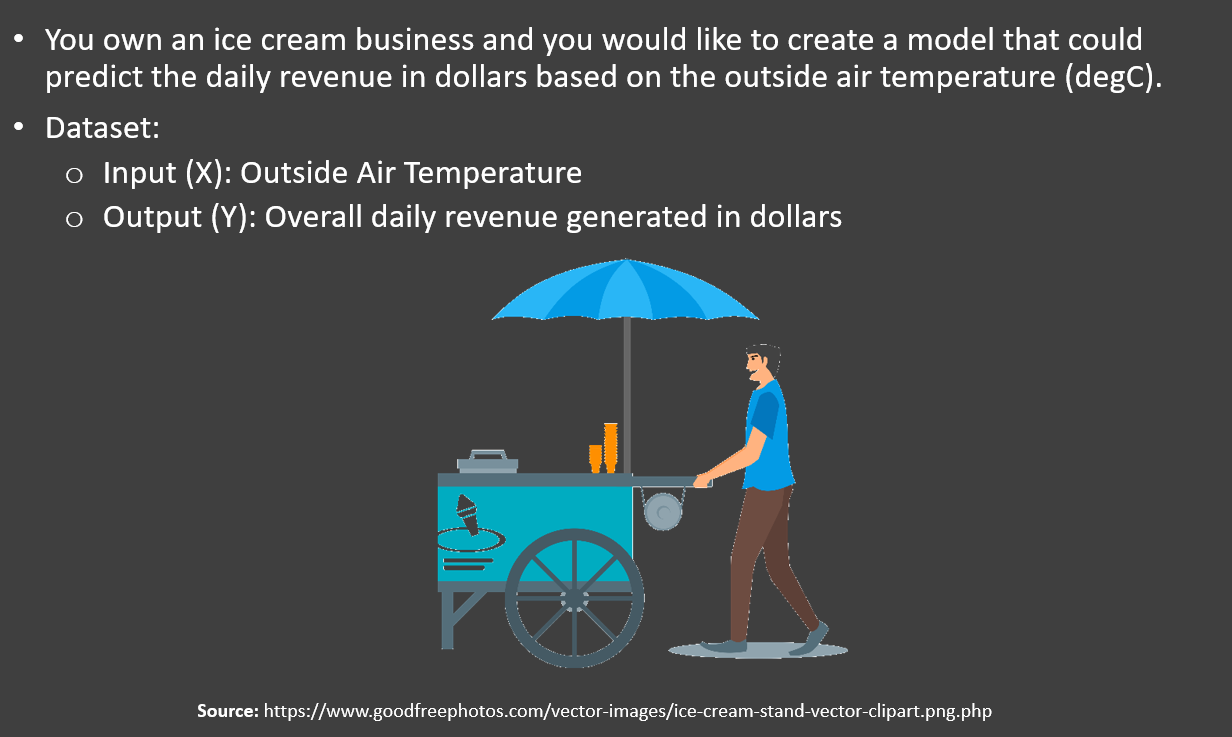 • You own an ice cream business and you would like to create a model that could
predict the daily revenue in dollars based on the outside air temperature (degC).
• Dataset:
o Input (X): Outside Air Temperature
o Output (Y): Overall daily revenue generated in dollars
Source: https://www.goodfreephotos.com/vector-images/ice-cream-stand-vector-clipart.png.php